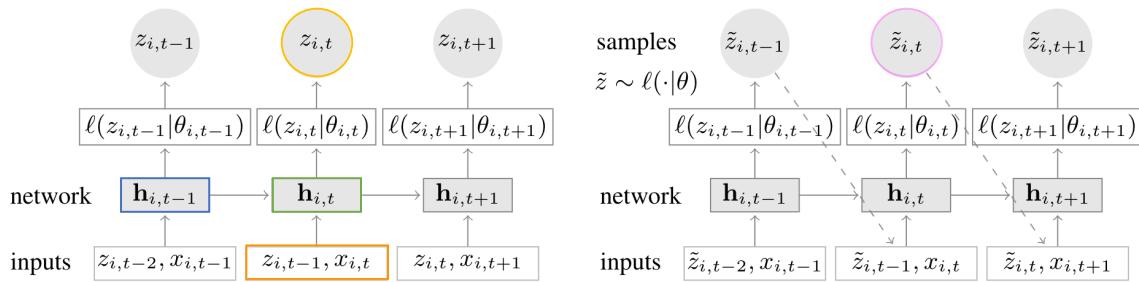 z_{i,t−1} z_{i,t} z_{i,t+1}
ℓ(z_{i,t−1}|θ_{i,t−1}) ℓ(z_{i,t}|θ_{i,t}) ℓ(z_{i,t+1}|θ_{i,t+1})
network h_{i,t−1} h_{i,t} h_{i,t+1}
inputs z_{i,t−2}, x_{i,t−1} z_{i,t−1}, x_{i,t} z_{i,t}, x_{i,t+1}
samples z̃_{i,t−1} z̃_{i,t} z̃_{i,t+1}
z̃ ∼ ℓ(·|θ)
ℓ(z_{i,t−1}|θ_{i,t−1}) ℓ(z_{i,t}|θ_{i,t}) ℓ(z_{i,t+1}|θ_{i,t+1})
network h_{i,t−1} h_{i,t} h_{i,t+1}
inputs z̃_{i,t−2}, x_{i,t−1} z̃_{i,t−1}, x_{i,t} z̃_{i,t}, x_{i,t+1}